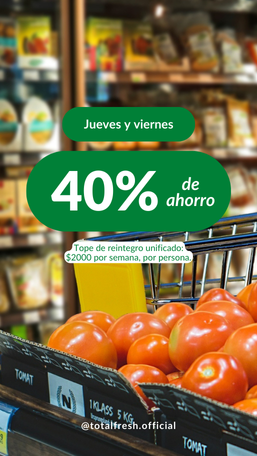 Jueves y viernes
40% de
ahorro
Tope de reintegro unificado:
$2000 por semana, por persona.
TOMAT
N
1 KLASS 5 KG
TOMAT
@totalfresh.official